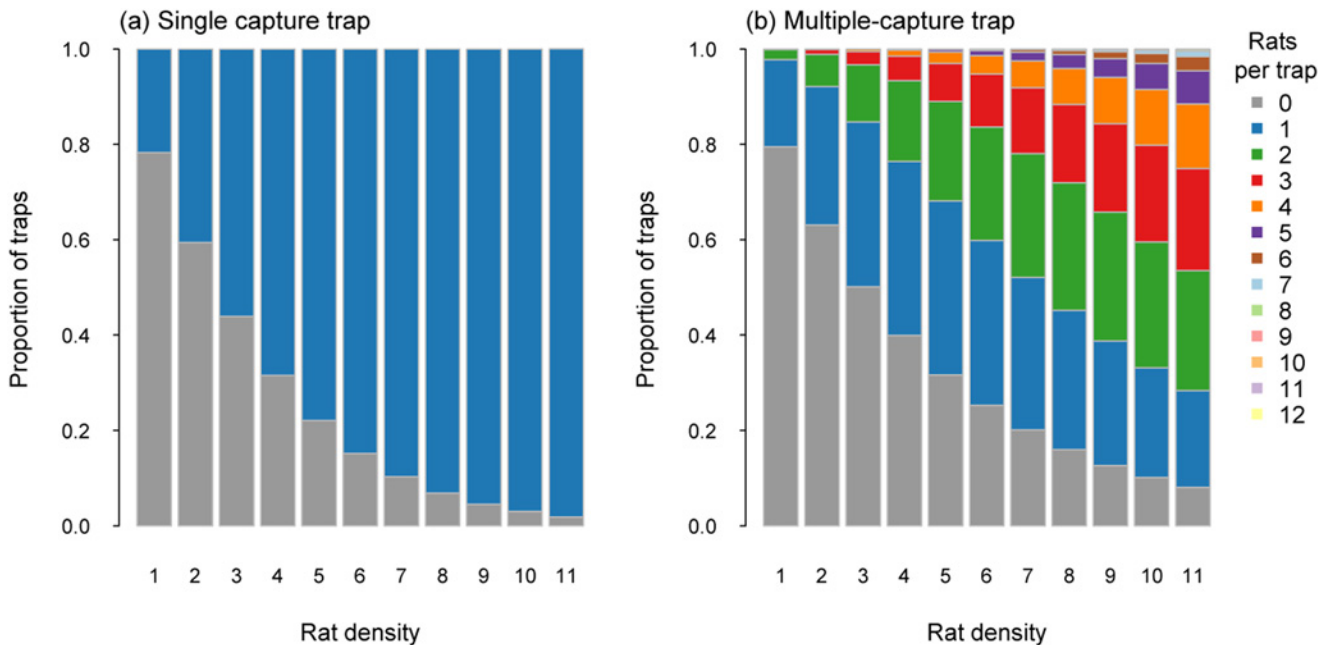 (a) Single capture trap
1.0
0.8
0.6
0.4
0.2
0.0
Proportion of traps
1 2 3 4 5 6 7 8 9 10 11
Rat density
(b) Multiple-capture trap
1.0
0.8
0.6
0.4
0.2
0.0
Proportion of traps
1 2 3 4 5 6 7 8 9 10 11
Rat density
Rats
per trap
0
1
2
3
4
5
6
7
8
9
10
11
12